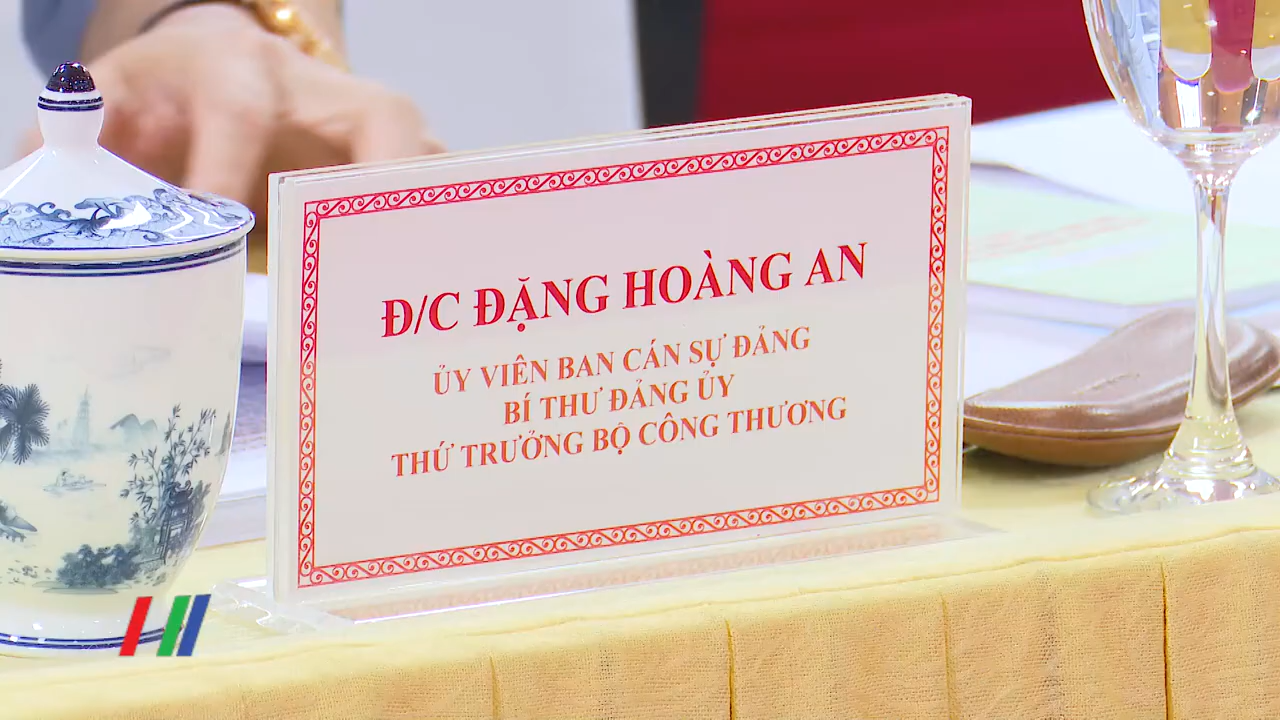 Đ/C ĐẶNG HOÀNG AN
ỦY VIÊN BAN CÁN SỰ ĐẢNG
BÍ THƯ ĐẢNG ỦY
THỨ TRƯỞNG BỘ CÔNG THƯƠNG